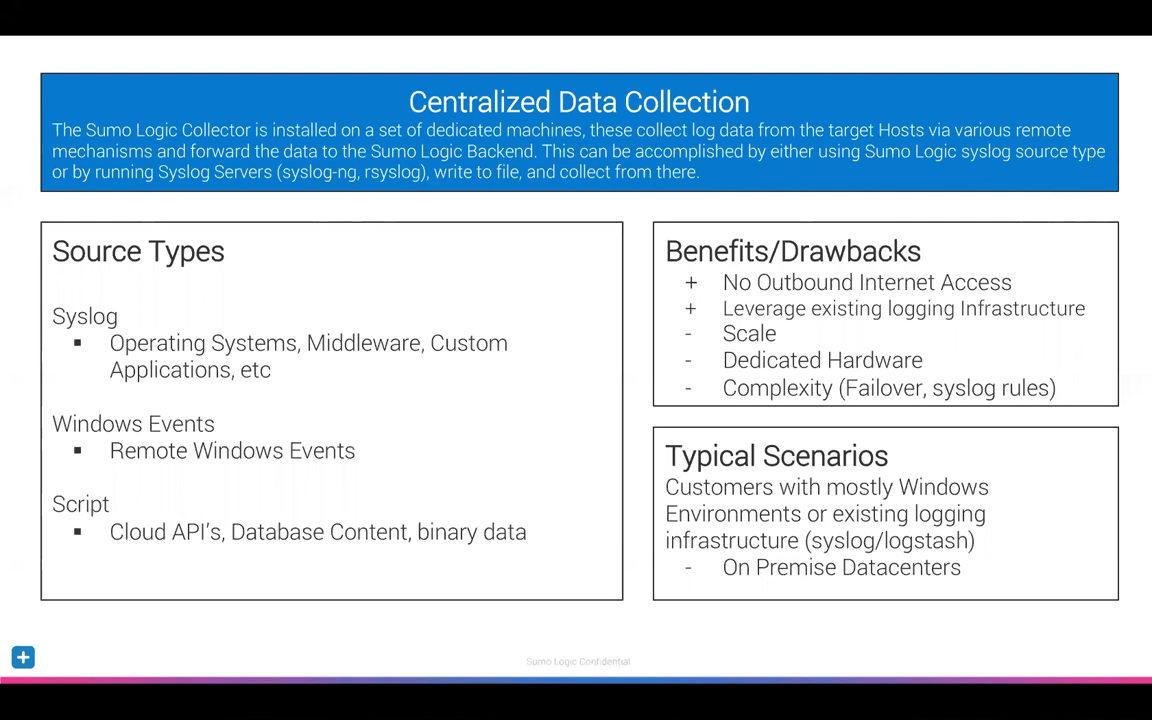 Centralized Data Collection
The Sumo Logic Collector is installed on a set of dedicated machines, these collect log data from the target Hosts via various remote
mechanisms and forward the data to the Sumo Logic Backend. This can be accomplished by either using Sumo Logic syslog source type
or by running Syslog Servers (syslog-ng, rsyslog), write to file, and collect from there.
Source Types
Syslog
▪ Operating Systems, Middleware, Custom
Applications, etc
Windows Events
▪ Remote Windows Events
Script
▪ Cloud API's, Database Content, binary data
Benefits/Drawbacks
+ No Outbound Internet Access
+ Leverage existing logging Infrastructure
- Scale
- Dedicated Hardware
- Complexity (Failover, syslog rules)
Typical Scenarios
Customers with mostly Windows
Environments or existing logging
infrastructure (syslog/logstash)
- On Premise Datacenters
Sumo Logic Confidential